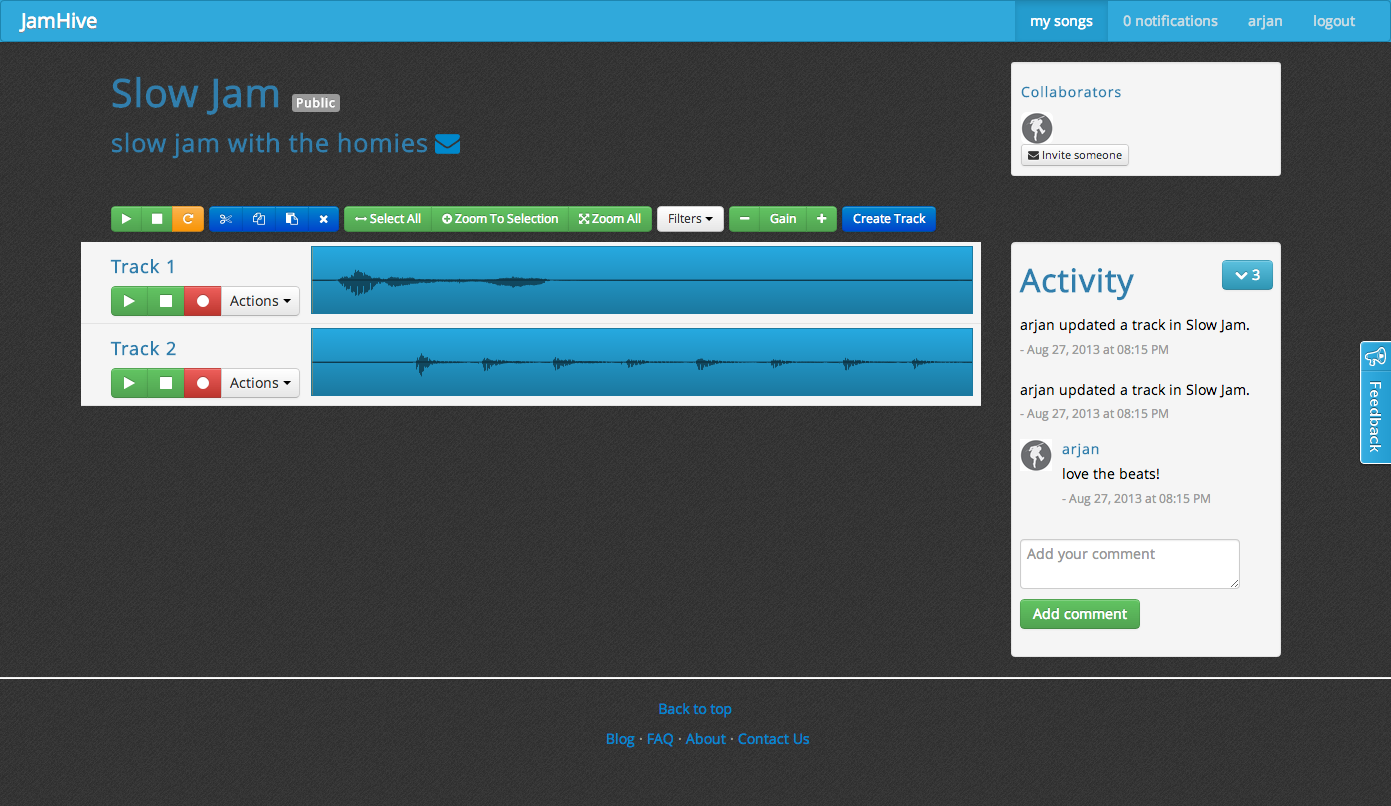 JamHive my songs 0 notifications arjan logout
Slow Jam Public
slow jam with the homies
Collaborators
Invite someone
Select All Zoom To Selection Zoom All Filters Gain Create Track
Track 1
Actions
Track 2
Actions
Activity 3
arjan updated a track in Slow Jam.
- Aug 27, 2013 at 08:15 PM
arjan updated a track in Slow Jam.
- Aug 27, 2013 at 08:15 PM
arjan
love the beats!
- Aug 27, 2013 at 08:15 PM
Add your comment
Add comment
Feedback
Back to top
Blog · FAQ · About · Contact Us